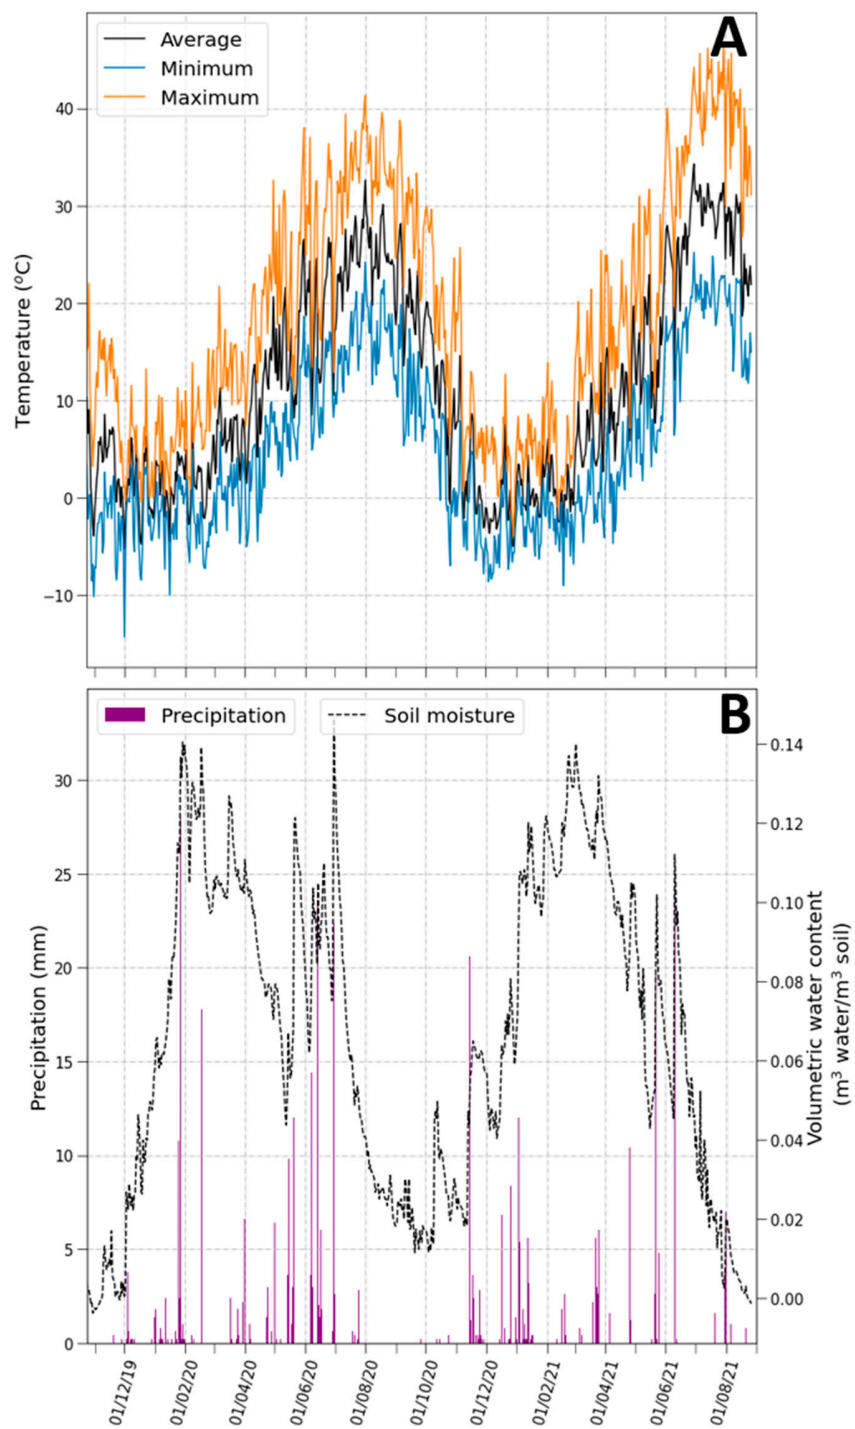 A
Average
Minimum
Maximum
Temperature (°C)
40
30
20
10
0
−10
B
Precipitation
Soil moisture
Precipitation (mm)
30
25
20
15
10
5
0
0.14
0.12
0.10
0.08
0.06
0.04
0.02
0.00
Volumetric water content
(m³ water/m³ soil)
01/12/19
01/02/20
01/04/20
01/06/20
01/08/20
01/10/20
01/12/20
01/02/21
01/04/21
01/06/21
01/08/21